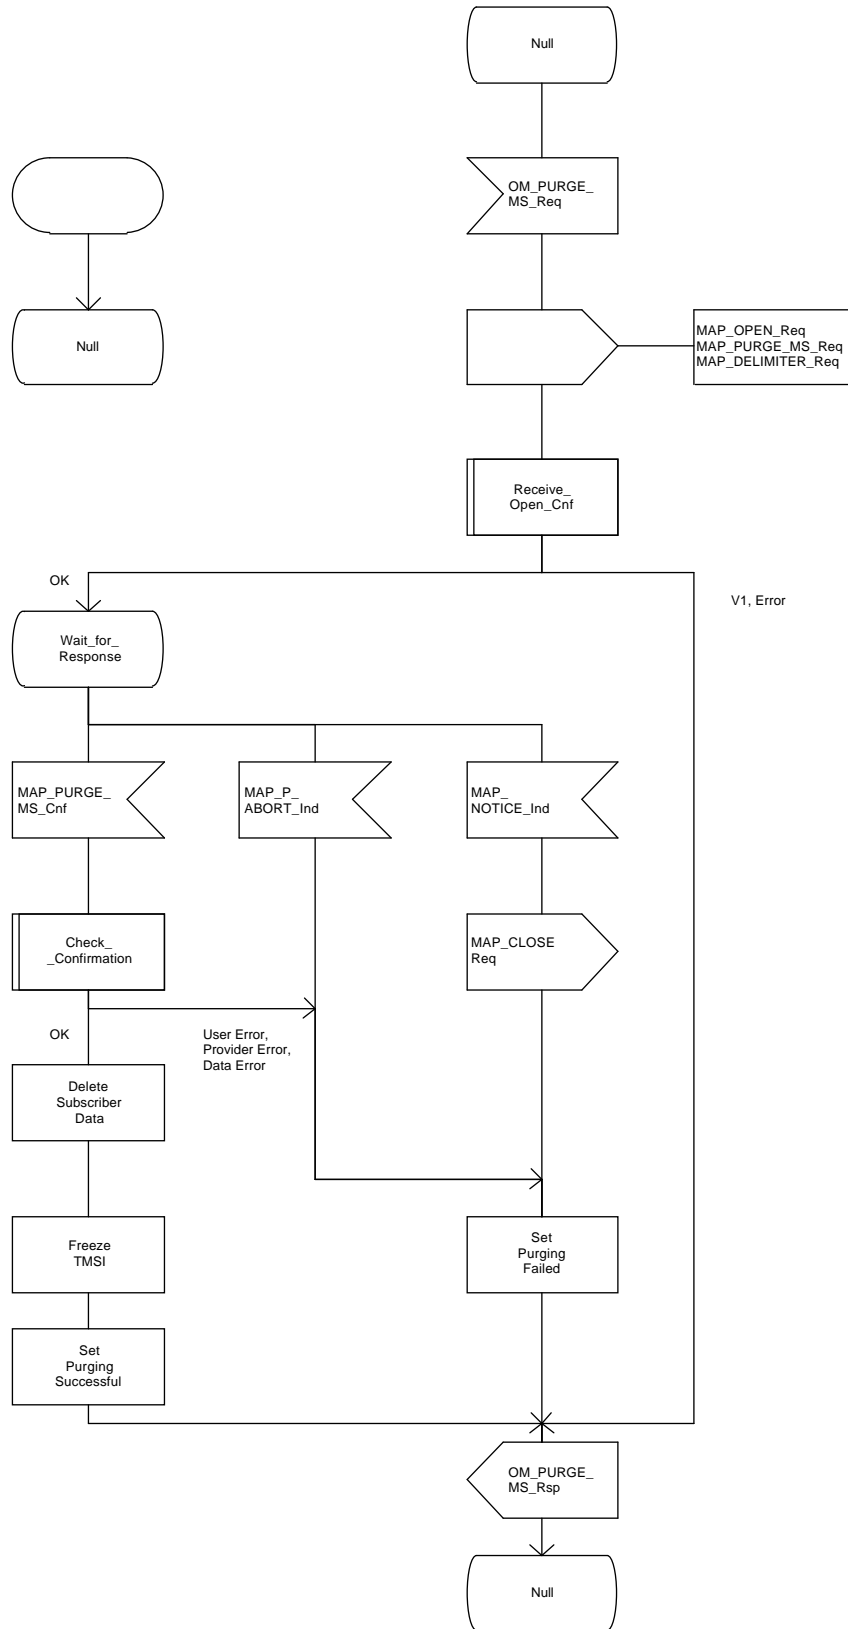 Null
OM_PURGE_
MS_Req
Null
MAP_OPEN_Req
MAP_PURGE_MS_Req
MAP_DELIMITER_Req
Receive_
Open_Cnf
OK
V1, Error
Wait_for_
Response
MAP_PURGE_
MS_Cnf
MAP_P_
ABORT_Ind
MAP_
NOTICE_Ind
Check_
_Confirmation
MAP_CLOSE
Req
OK
User Error,
Provider Error,
Data Error
Delete
Subscriber
Data
Freeze
TMSI
Set
Purging
Failed
Set
Purging
Successful
OM_PURGE_
MS_Rsp
Null